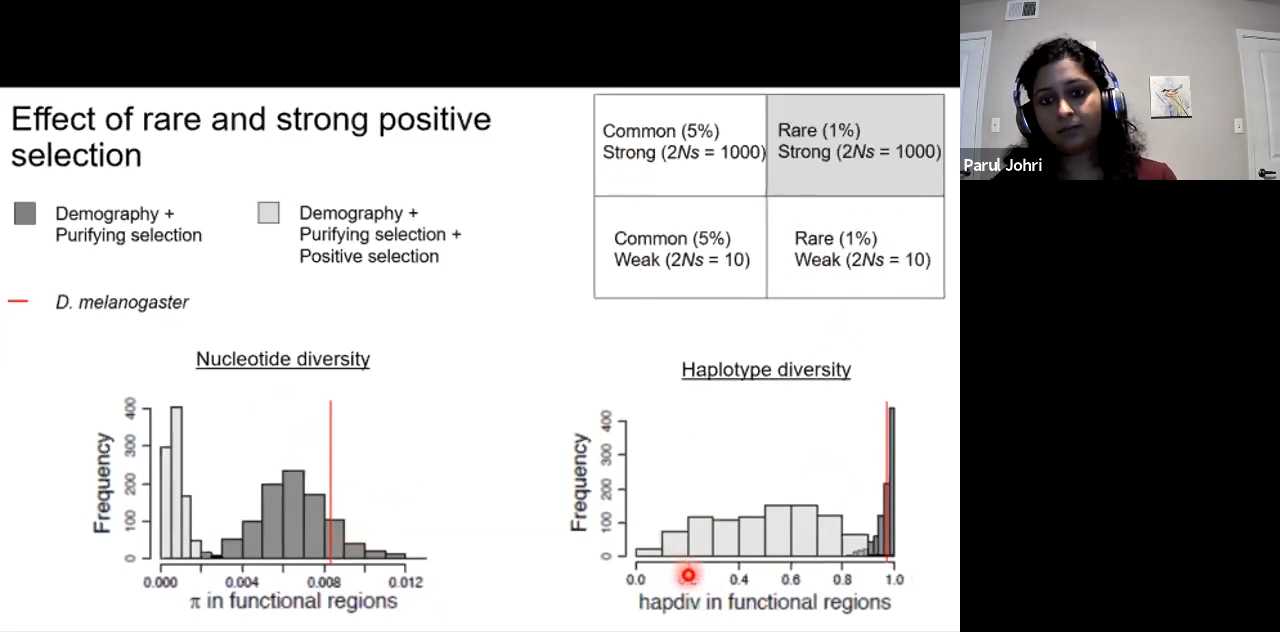 Effect of rare and strong positive
selection
Demography +
Purifying selection
Demography +
Purifying selection +
Positive selection
D. melanogaster
Common (5%)
Strong (2Ns = 1000)
Rare (1%)
Strong (2Ns = 1000)
Common (5%)
Weak (2Ns = 10)
Rare (1%)
Weak (2Ns = 10)
Parul Johri
Nucleotide diversity
Frequency
0 100 200 300 400
0.000 0.004 0.008 0.012
π in functional regions
Haplotype diversity
Frequency
0 100 200 300 400
0.0 0.4 0.6 0.8 1.0
hapdiv in functional regions